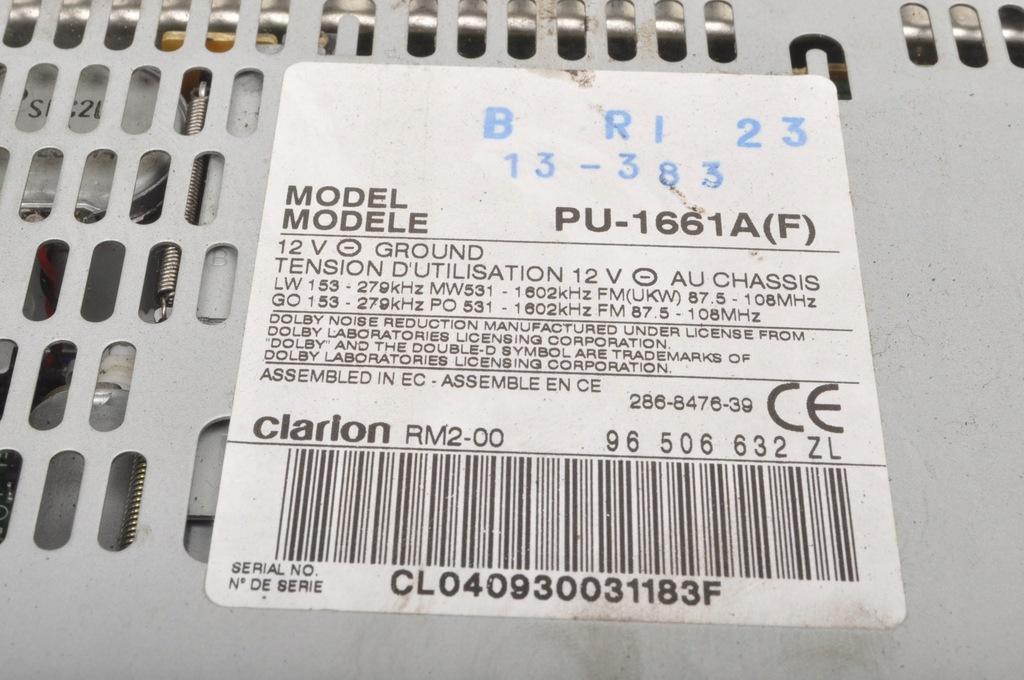 B RI 23
13-383
MODEL
MODELE PU-1661A(F)
12 V ⊖ GROUND
TENSION D'UTILISATION 12 V ⊖ AU CHASSIS
LW 153 - 279kHz MW531 - 1602kHz FM(UKW) 87.5 - 108MHz
GO 153 - 279kHz PO 531 - 1602kHz FM 87.5 - 108MHz
DOLBY NOISE REDUCTION MANUFACTURED UNDER LICENSE FROM
DOLBY LABORATORIES LICENSING CORPORATION.
"DOLBY" AND THE DOUBLE-D SYMBOL ARE TRADEMARKS OF
DOLBY LABORATORIES LICENSING CORPORATION.
ASSEMBLED IN EC - ASSEMBLE EN CE
286-8476-39 CE
Clarion RM2-00 96 506 632 ZL
SERIAL NO.
N° DE SERIE CL040930031183F